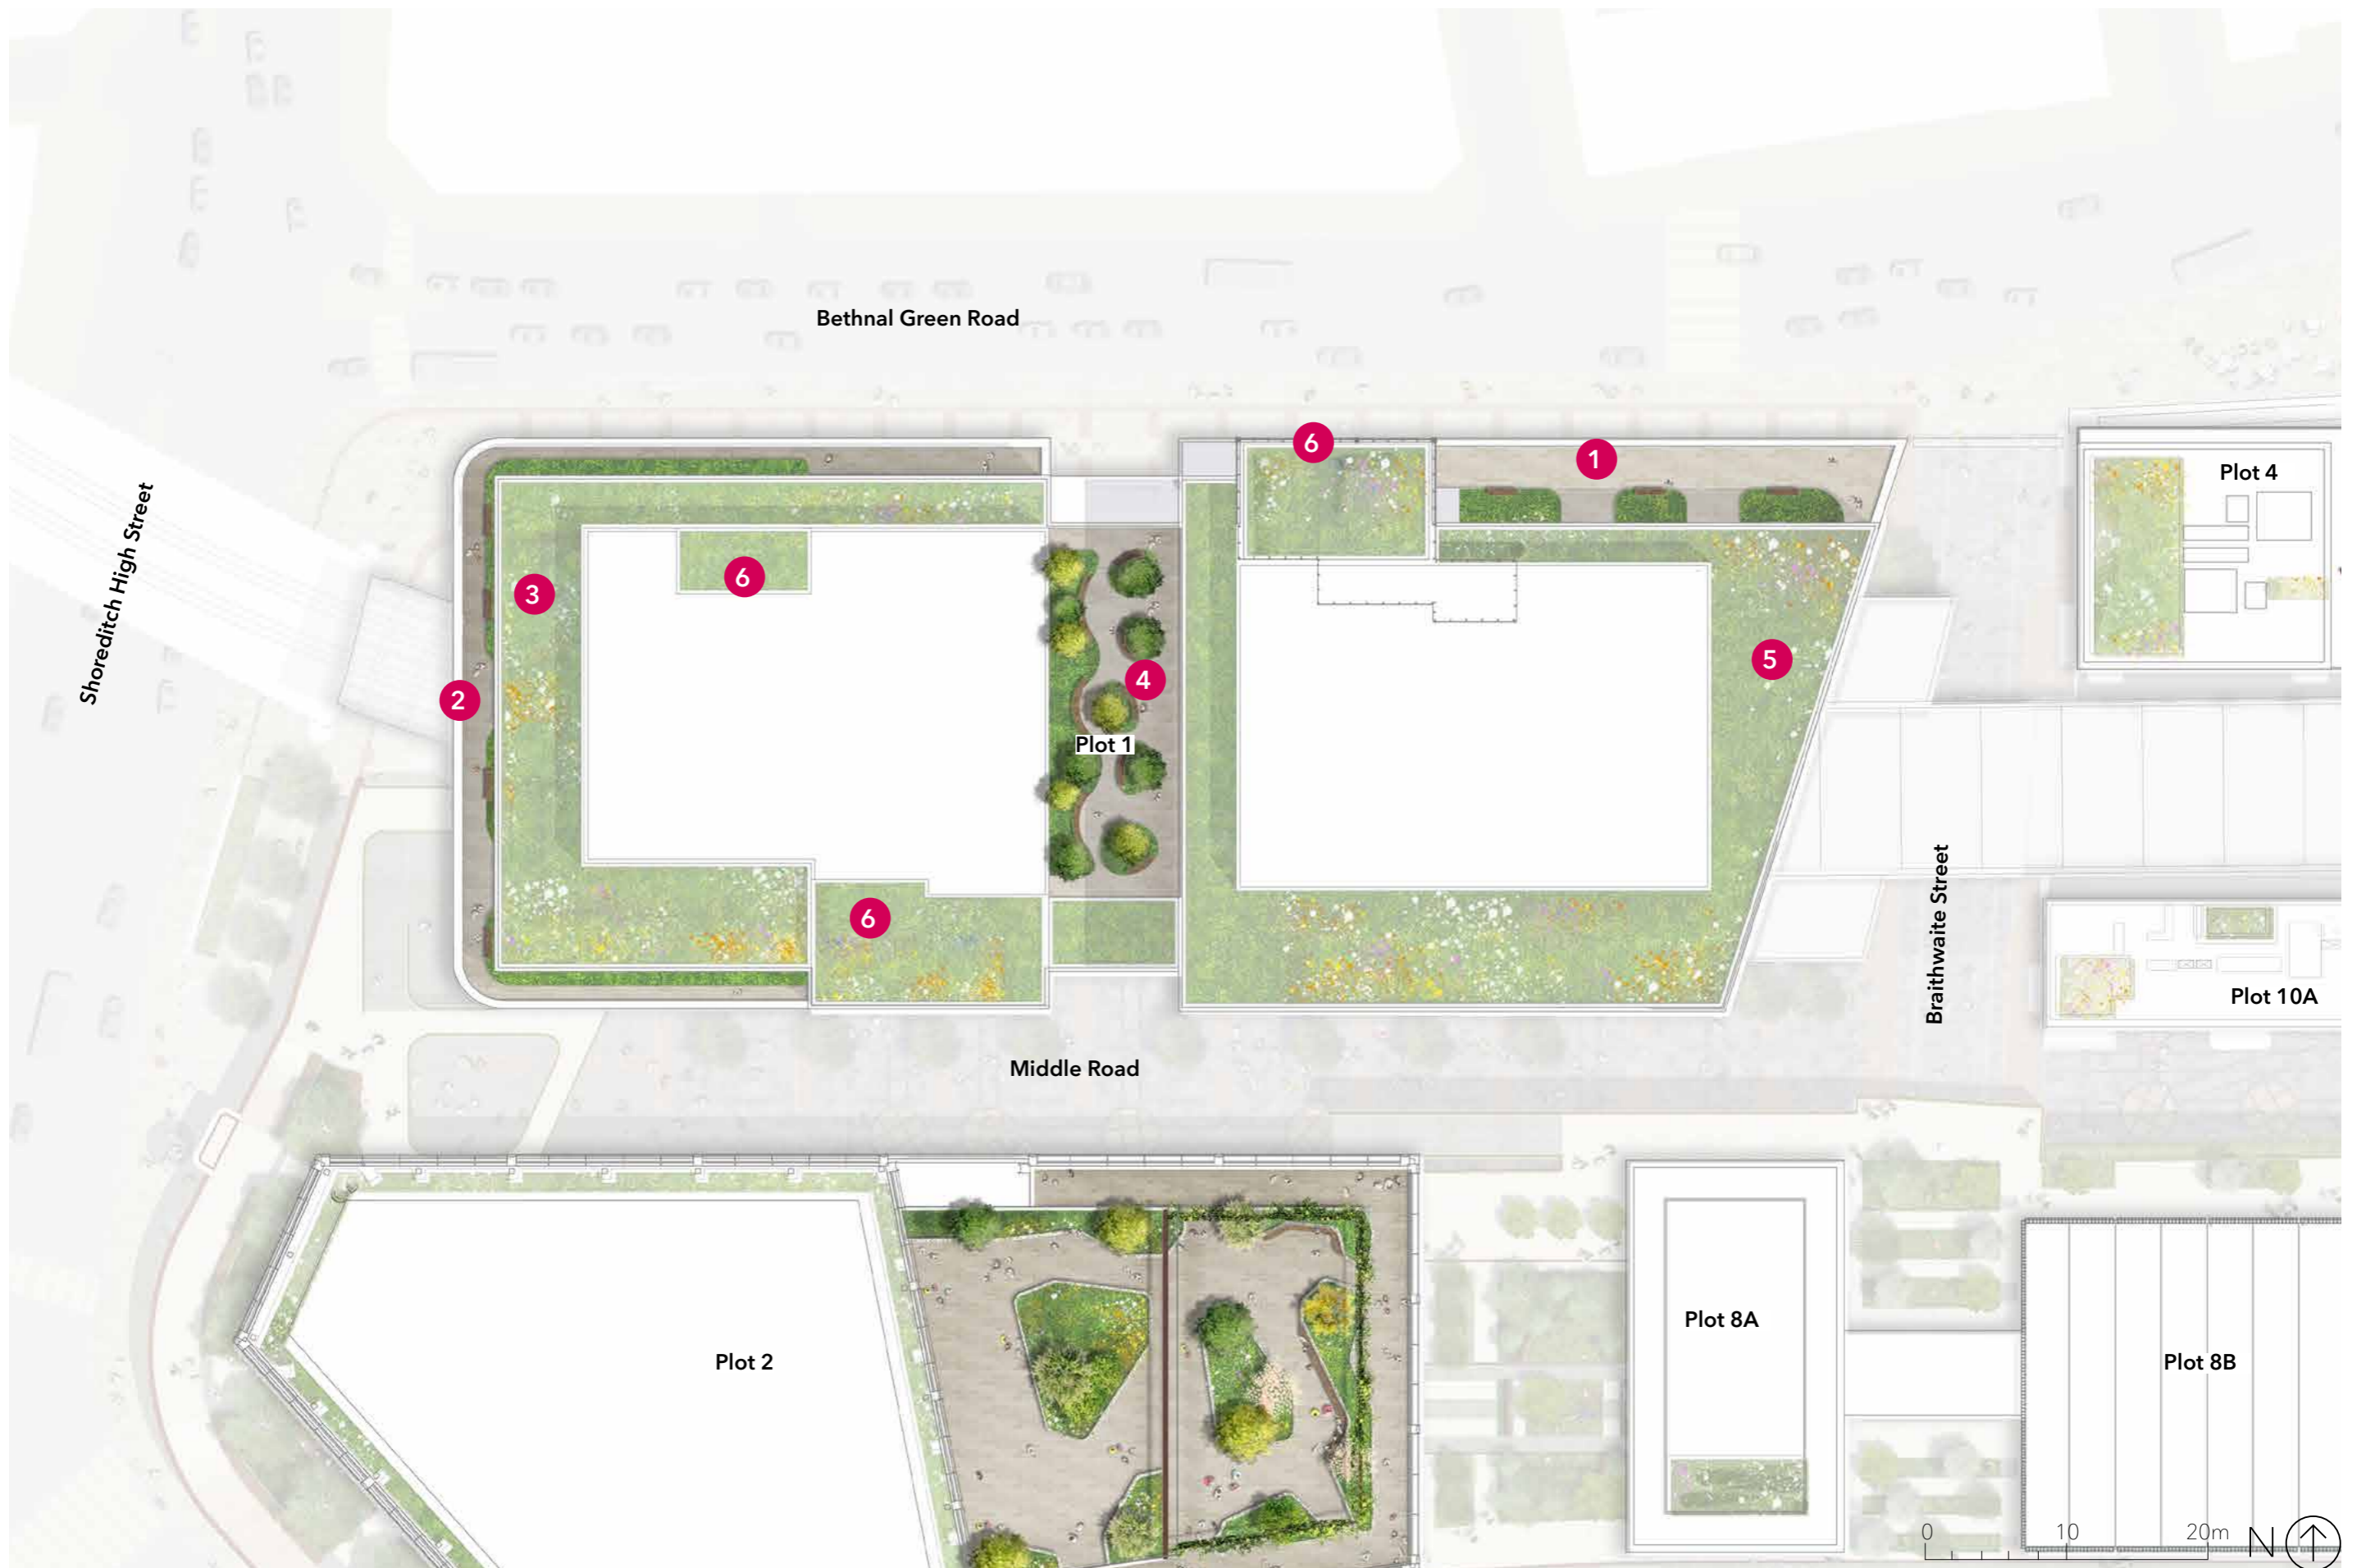 Bethnal Green Road
6
1
Plot 4
3
6
Shoreditch High Street
5
4
2
Plot 1
6
Braithwaite Street
Plot 10A
Middle Road
Plot 8A
Plot 2
Plot 8B
0 10 20m N